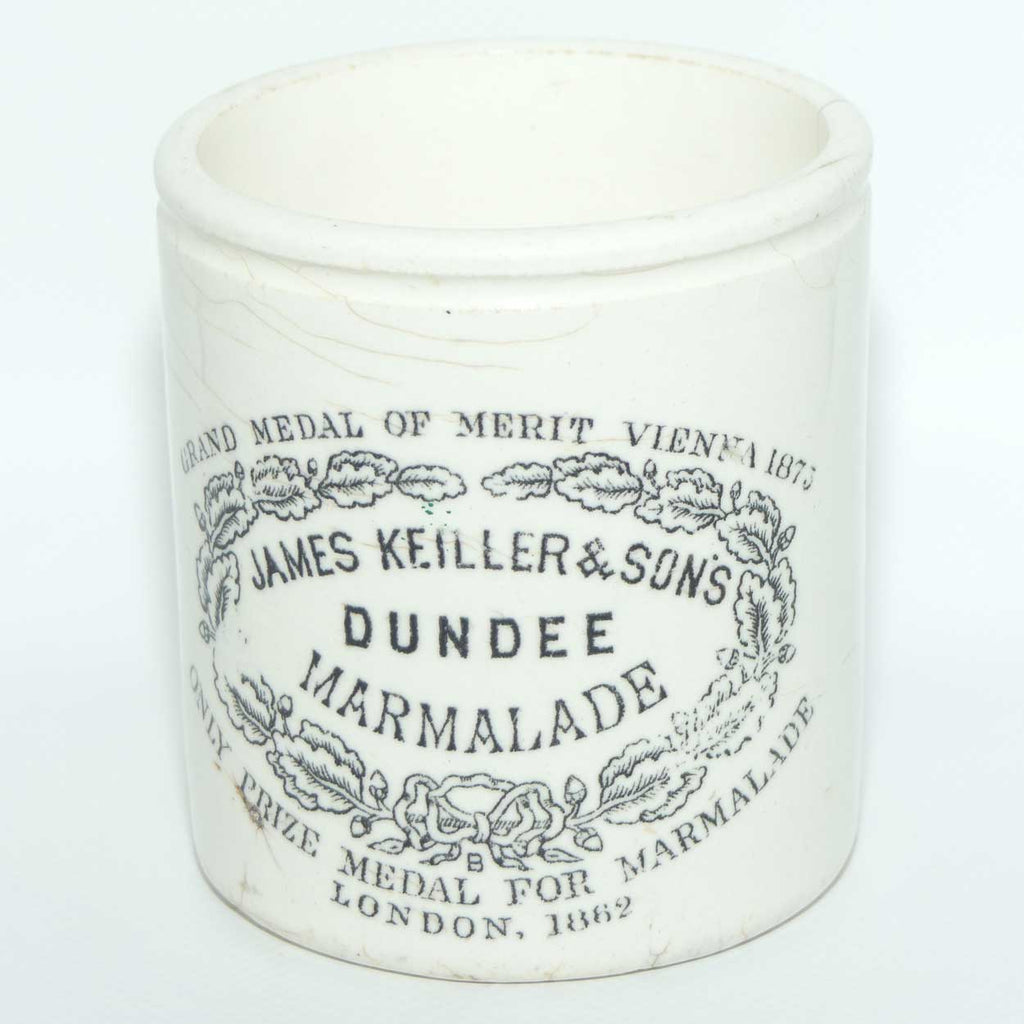 GRAND MEDAL OF MERIT VIENNA 1873
JAMES KEILLER & SON'S
DUNDEE
MARMALADE
B
ONLY PRIZE MEDAL FOR MARMALADE
LONDON, 1862